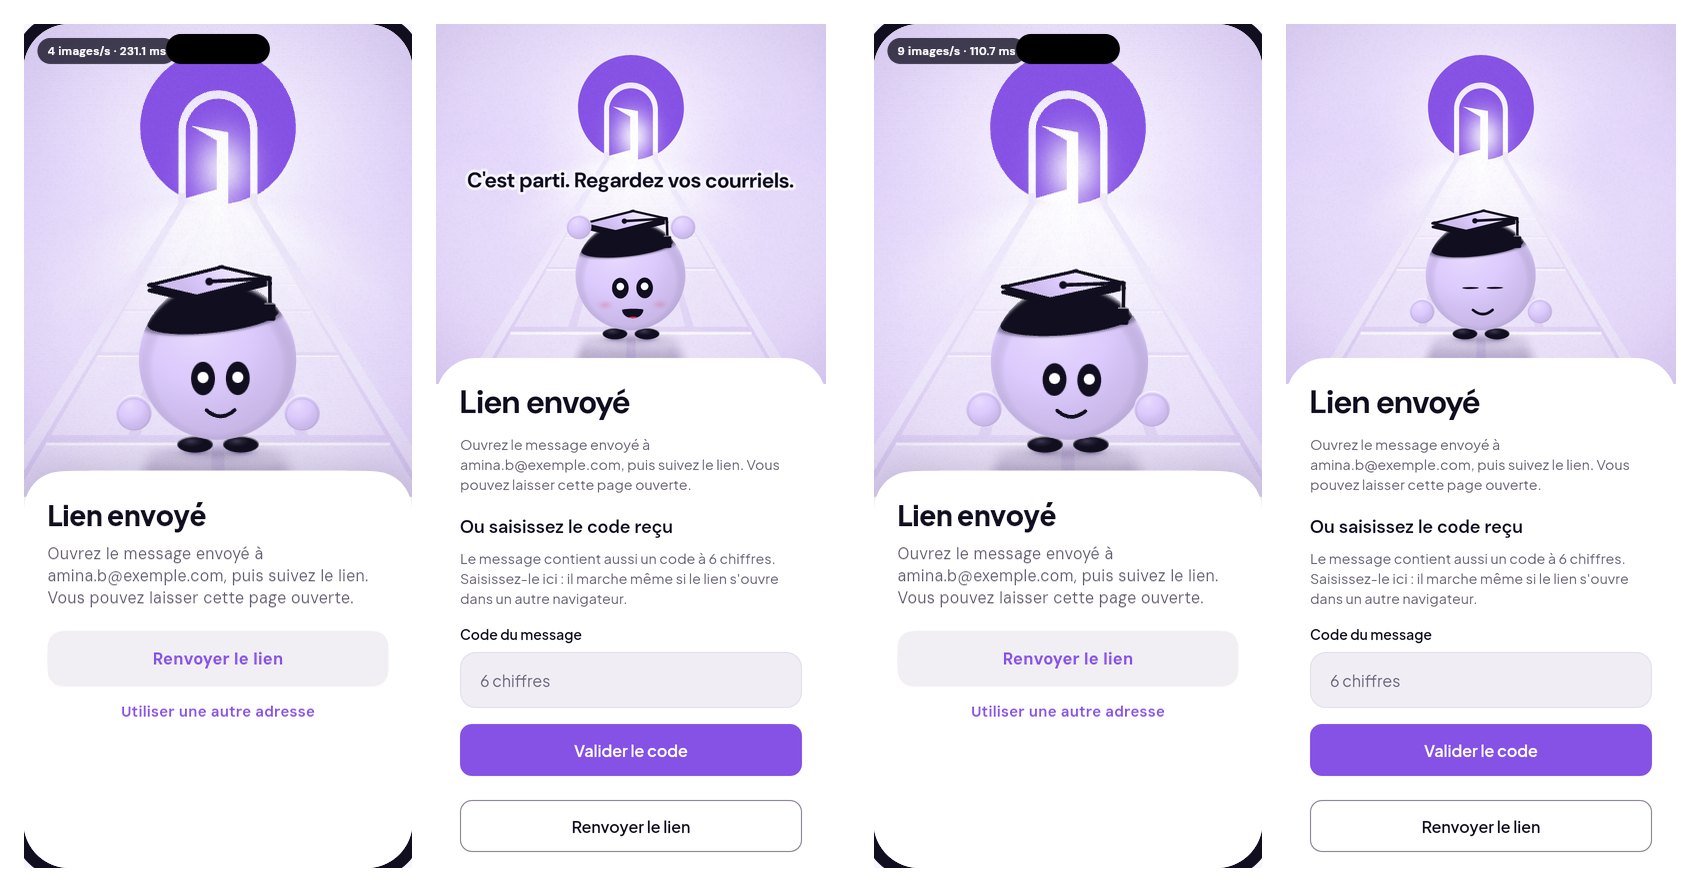 4 images/s · 231.1 ms
Lien envoyé
Ouvrez le message envoyé à
amina.b@exemple.com, puis suivez le lien.
Vous pouvez laisser cette page ouverte.
Renvoyer le lien
Utiliser une autre adresse
C'est parti. Regardez vos courriels.
Lien envoyé
Ouvrez le message envoyé à
amina.b@exemple.com, puis suivez le lien. Vous
pouvez laisser cette page ouverte.
Ou saisissez le code reçu
Le message contient aussi un code à 6 chiffres.
Saisissez-le ici : il marche même si le lien s'ouvre
dans un autre navigateur.
Code du message
6 chiffres
Valider le code
Renvoyer le lien
9 images/s · 110.7 ms
Lien envoyé
Ouvrez le message envoyé à
amina.b@exemple.com, puis suivez le lien.
Vous pouvez laisser cette page ouverte.
Renvoyer le lien
Utiliser une autre adresse
Lien envoyé
Ouvrez le message envoyé à
amina.b@exemple.com, puis suivez le lien. Vous
pouvez laisser cette page ouverte.
Ou saisissez le code reçu
Le message contient aussi un code à 6 chiffres.
Saisissez-le ici : il marche même si le lien s'ouvre
dans un autre navigateur.
Code du message
6 chiffres
Valider le code
Renvoyer le lien